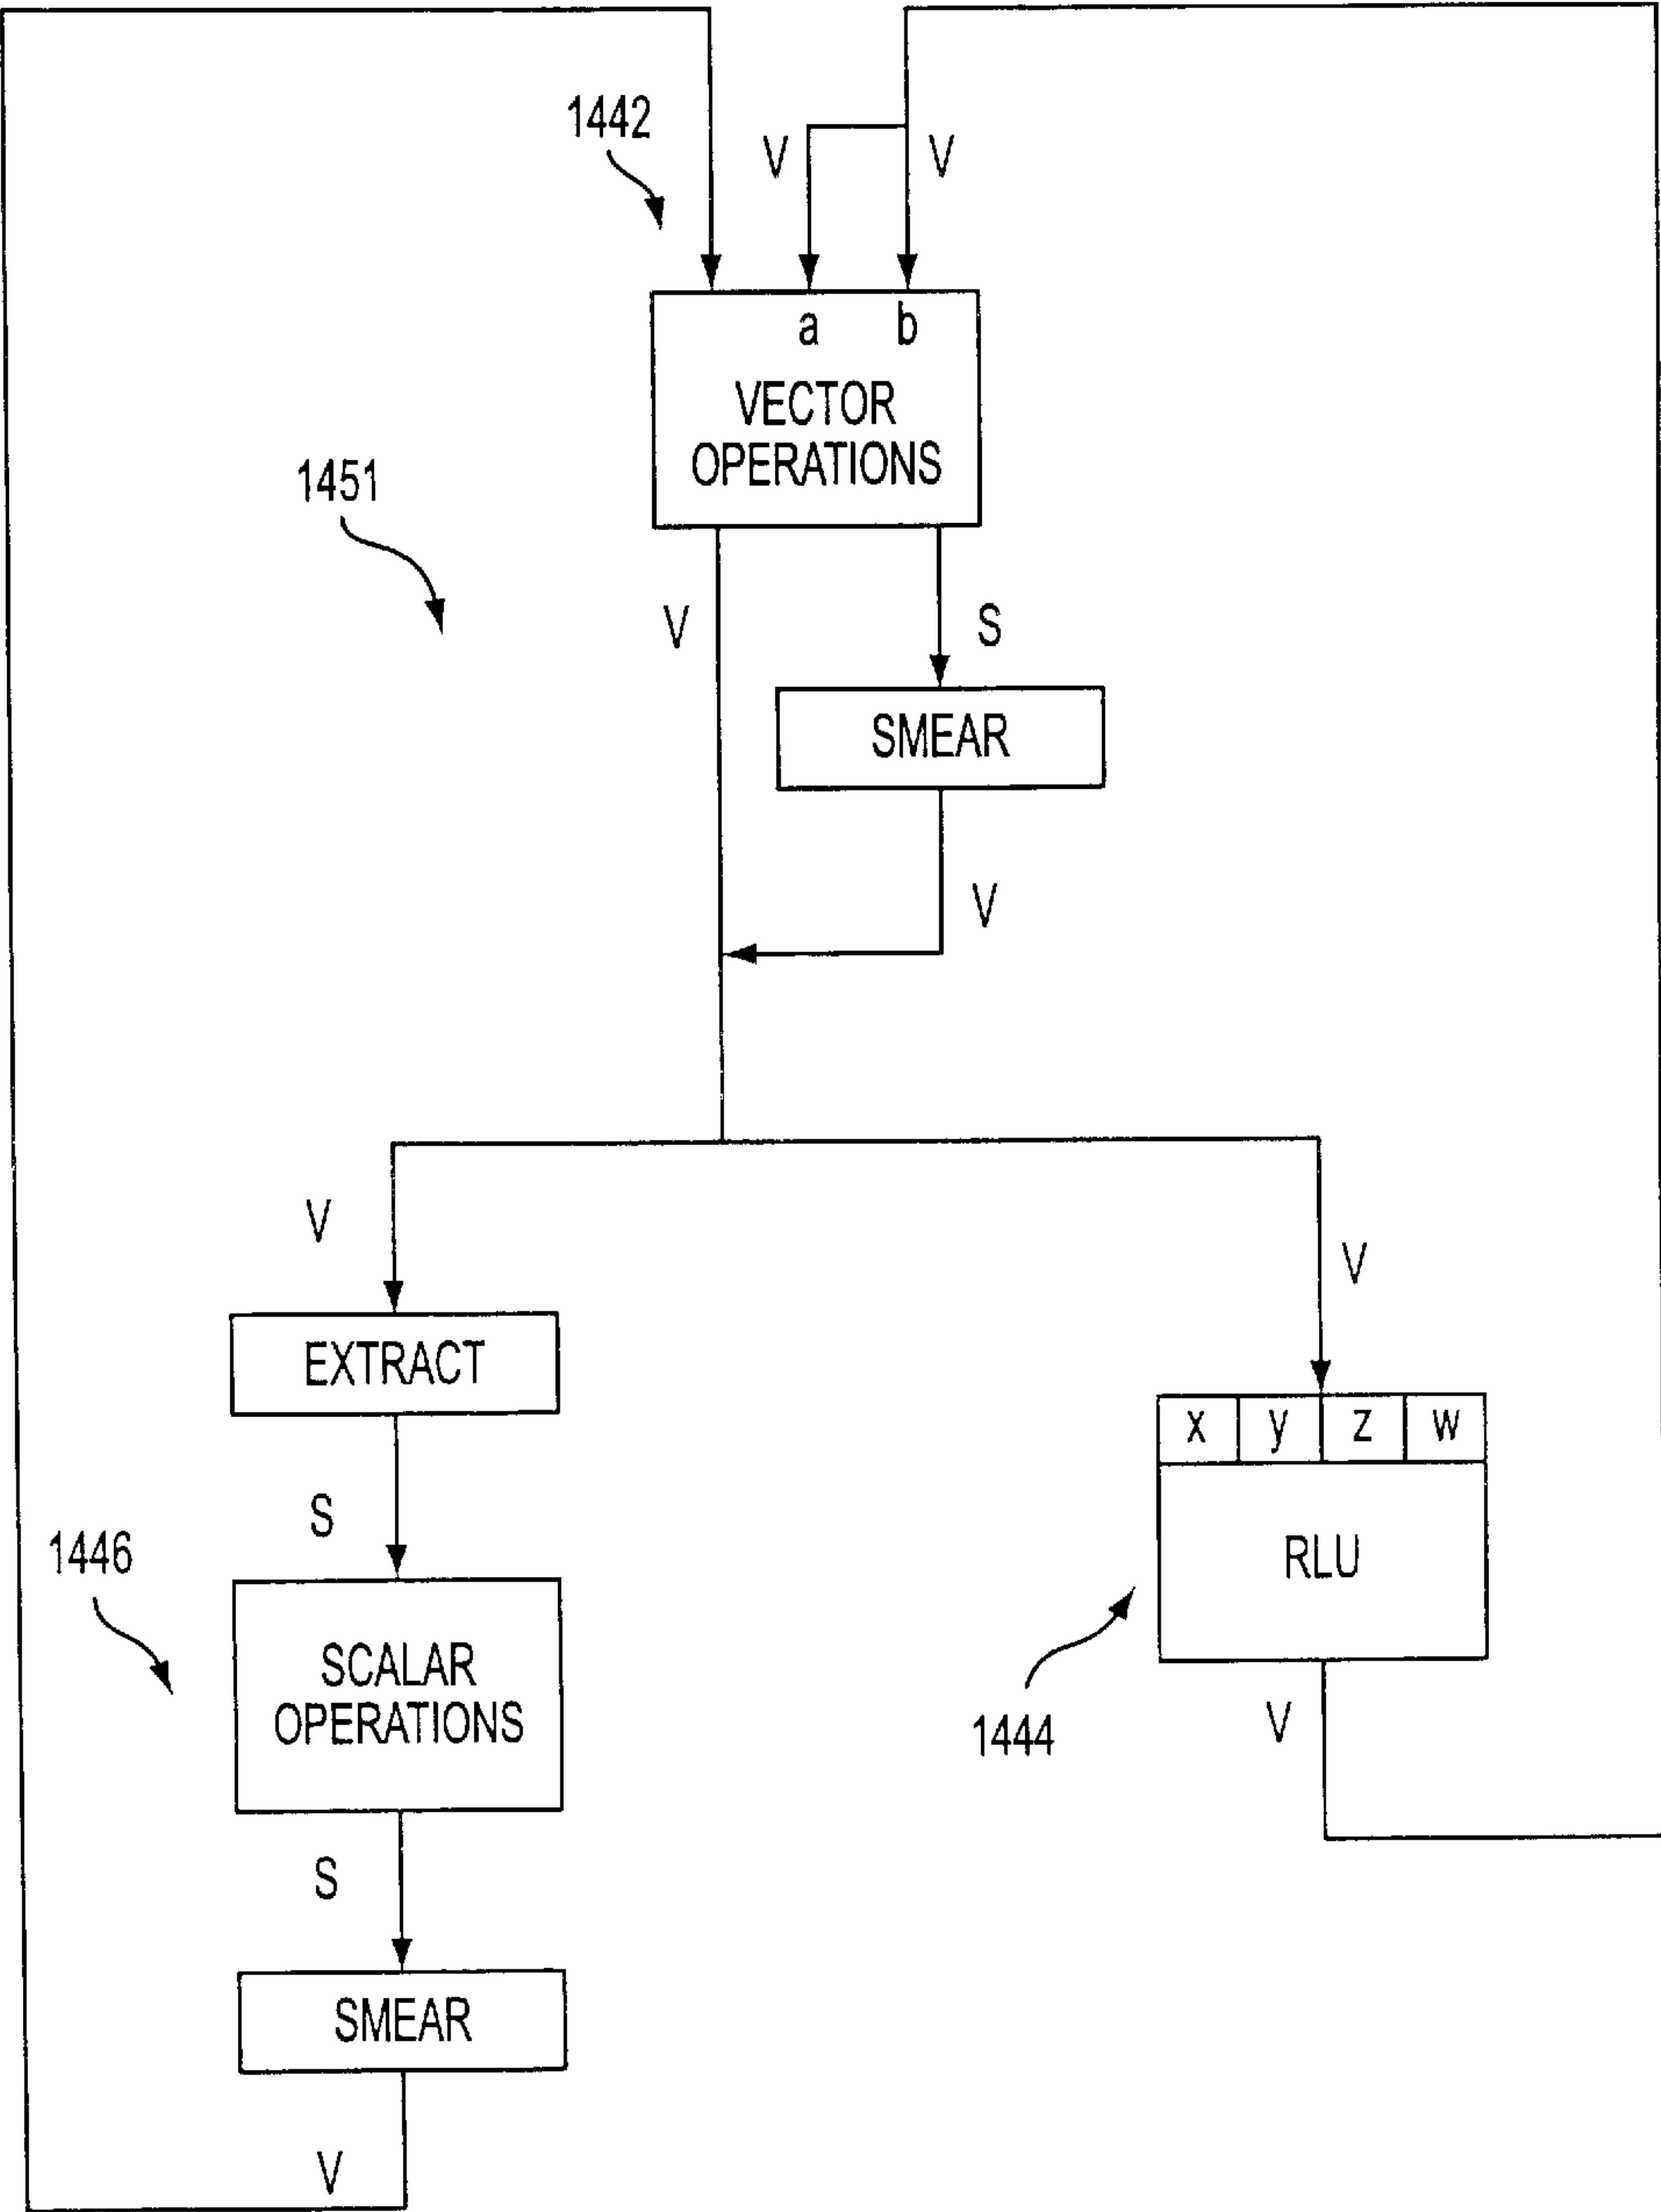 1442
V
V
a
b
VECTOR
OPERATIONS
1451
V
S
SMEAR
V
V
V
EXTRACT
x
y
z
w
S
RLU
1446
SCALAR
OPERATIONS
1444
V
S
SMEAR
V